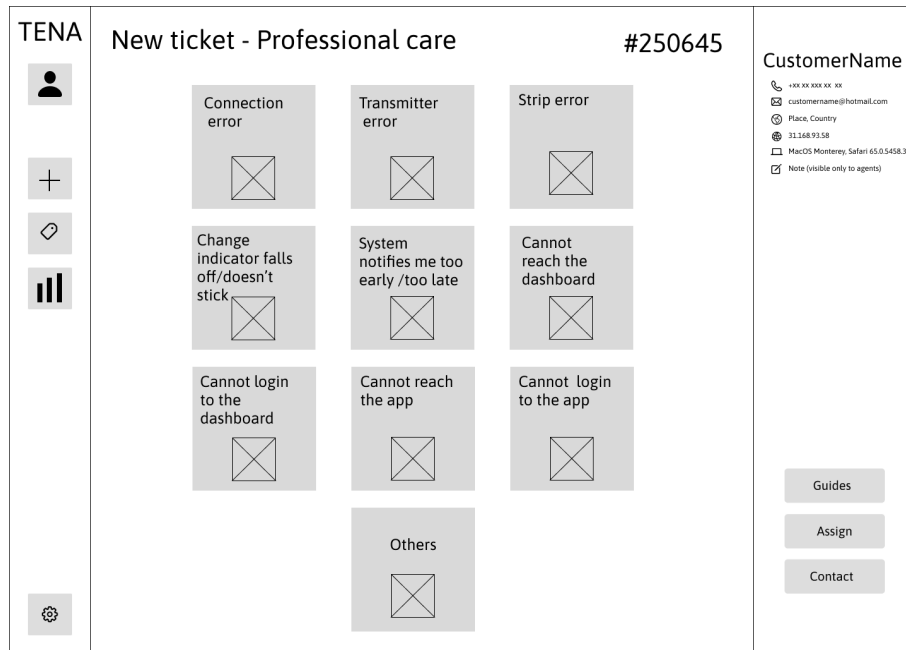 TENA
New ticket - Professional care
#250645
Connection
error
Transmitter
error
Strip error
Change
indicator falls
off/doesn't
stick
System
notifies me too
early /too late
Cannot
reach the
dashboard
Cannot login
to the
dashboard
Cannot reach
the app
Cannot login
to the app
Others
CustomerName
+xx xx xxx xx xx
customername@hotmail.com
Place, Country
31.168.93.58
MacOS Monterey, Safari 65.0.5458.3
Note (visible only to agents)
Guides
Assign
Contact